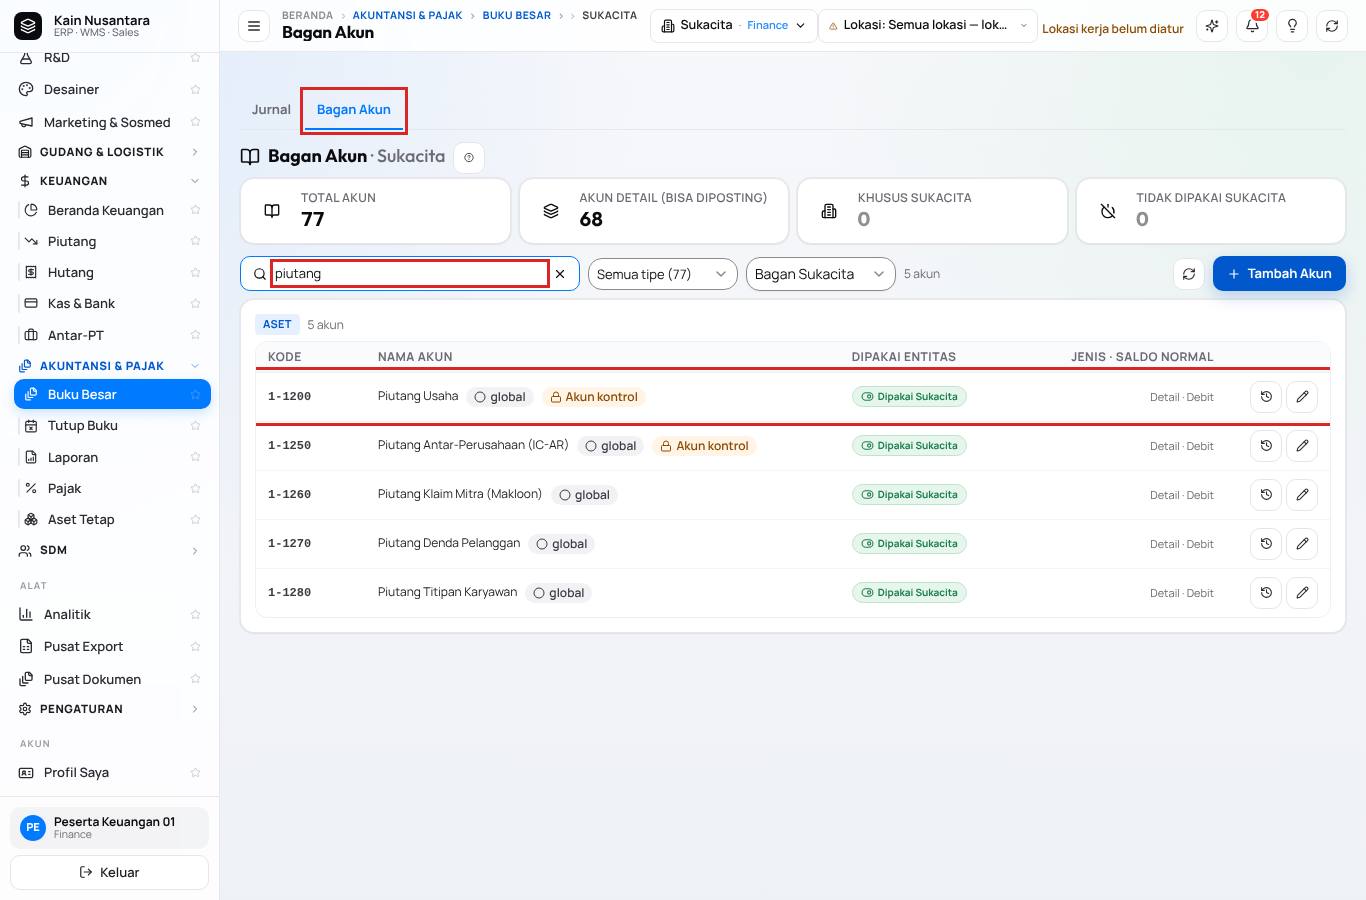 Kain Nusantara
ERP · WMS · Sales
R&D
Desainer
Marketing & Sosmed
GUDANG & LOGISTIK
KEUANGAN
Beranda Keuangan
Piutang
Hutang
Kas & Bank
Antar-PT
AKUNTANSI & PAJAK
Buku Besar
Tutup Buku
Laporan
Pajak
Aset Tetap
SDM
ALAT
Analitik
Pusat Export
Pusat Dokumen
PENGATURAN
AKUN
Profil Saya
PE
Peserta Keuangan 01
Finance
Keluar
BERANDA › AKUNTANSI & PAJAK › BUKU BESAR › › SUKACITA
Bagan Akun
Sukacita · Finance
Lokasi: Semua lokasi — lok...
Lokasi kerja belum diatur
12
Jurnal
Bagan Akun
Bagan Akun · Sukacita
TOTAL AKUN
77
AKUN DETAIL (BISA DIPOSTING)
68
KHUSUS SUKACITA
0
TIDAK DIPAKAI SUKACITA
0
piutang
Semua tipe (77)
Bagan Sukacita
5 akun
Tambah Akun
ASET 5 akun
KODE NAMA AKUN DIPAKAI ENTITAS JENIS · SALDO NORMAL
1-1200 Piutang Usaha global Akun kontrol Dipakai Sukacita Detail · Debit
1-1250 Piutang Antar-Perusahaan (IC-AR) global Akun kontrol Dipakai Sukacita Detail · Debit
1-1260 Piutang Klaim Mitra (Makloon) global Dipakai Sukacita Detail · Debit
1-1270 Piutang Denda Pelanggan global Dipakai Sukacita Detail · Debit
1-1280 Piutang Titipan Karyawan global Dipakai Sukacita Detail · Debit